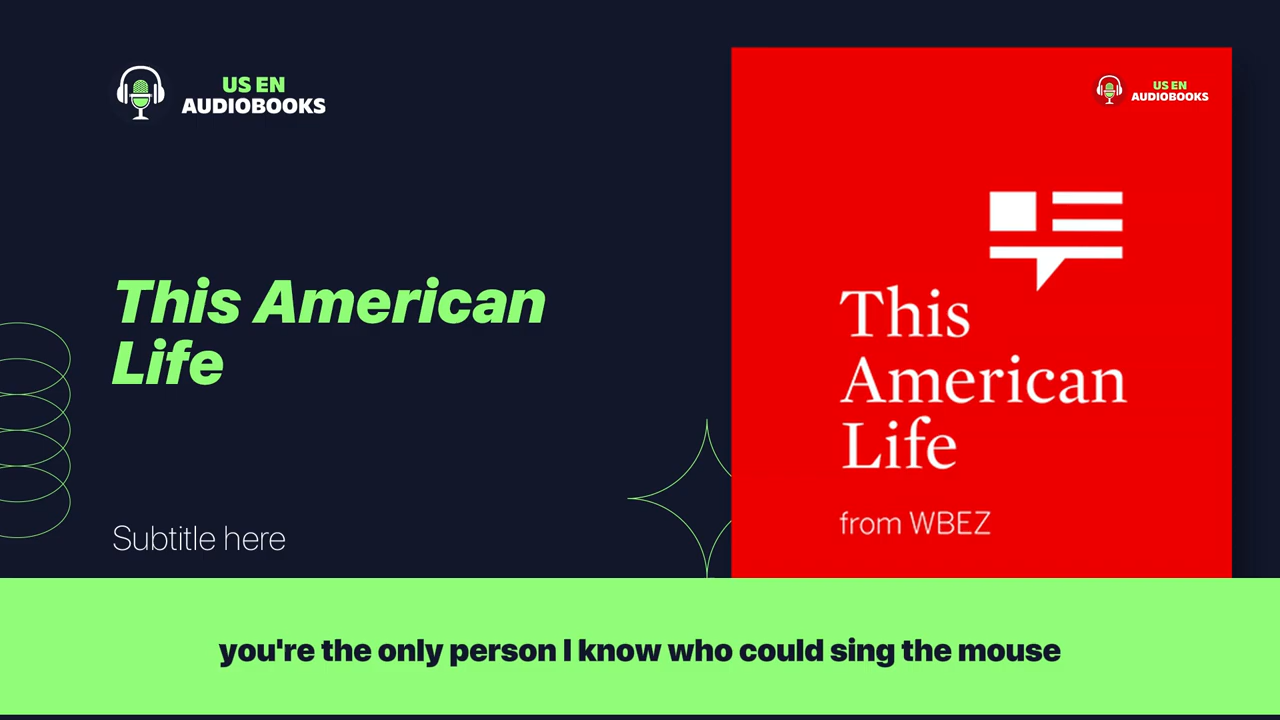 US EN
AUDIOBOOKS
This American
Life
Subtitle here
US EN
AUDIOBOOKS
This
American
Life
from WBEZ
you're the only person I know who could sing the mouse